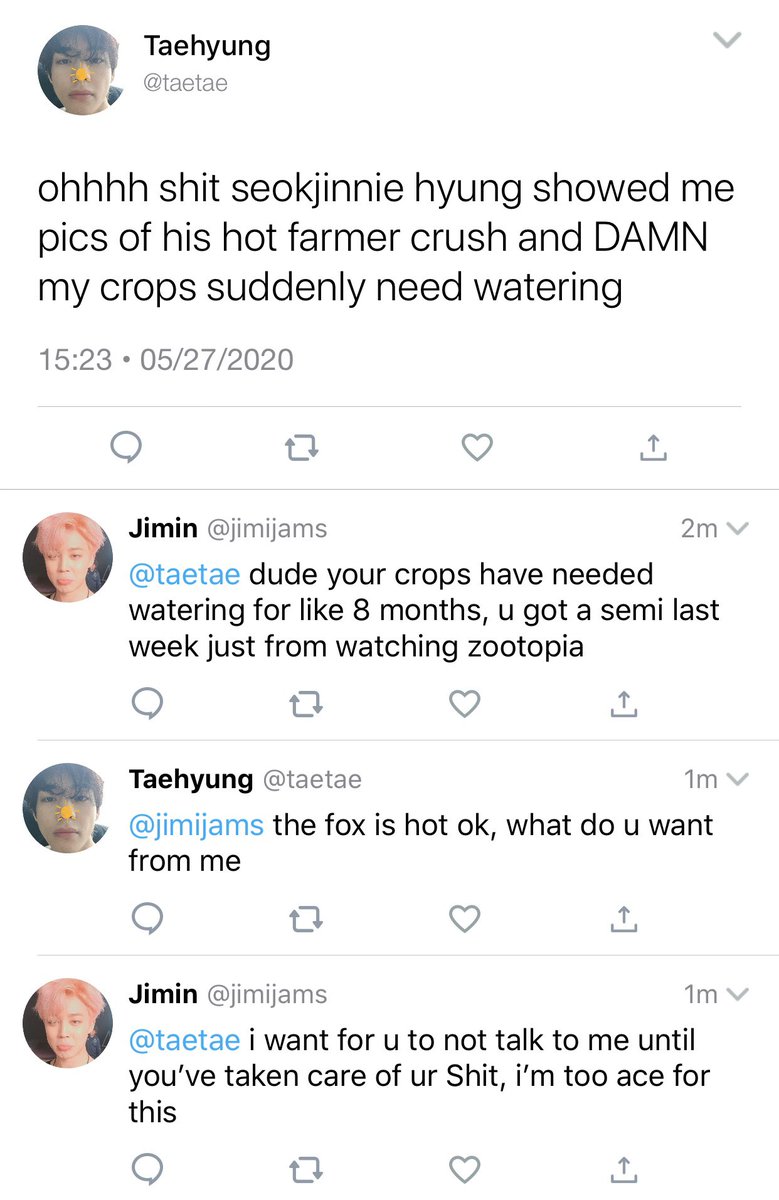 Taehyung
@taetae
ohhhh shit seokjinnie hyung showed me
pics of his hot farmer crush and DAMN
my crops suddenly need watering
15:23 • 05/27/2020
Jimin @jimijams 2m
@taetae dude your crops have needed
watering for like 8 months, u got a semi last
week just from watching zootopia
Taehyung @taetae 1m
@jimijams the fox is hot ok, what do u want
from me
Jimin @jimijams 1m
@taetae i want for u to not talk to me until
you’ve taken care of ur Shit, i’m too ace for
this